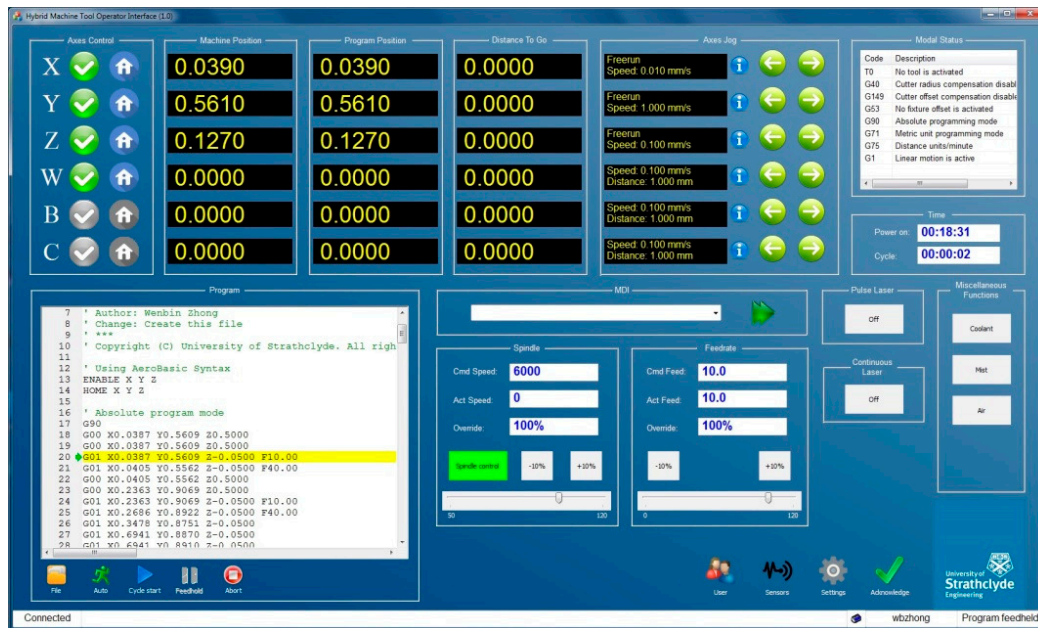 Hybrid Machine Tool Operator Interface (1.0)
Axes Control
Machine Position
Program Position
Distance To Go
Axes Jog
Modal Status
X 0.0390 0.0390 0.0000 Freerun
Speed: 0.010 mm/s
Y 0.5610 0.5610 0.0000 Freerun
Speed: 1.000 mm/s
Z 0.1270 0.1270 0.0000 Freerun
Speed: 0.100 mm/s
W 0.0000 0.0000 0.0000 Speed: 0.100 mm/s
Distance: 1.000 mm
B 0.0000 0.0000 0.0000 Speed: 0.100 mm/s
Distance: 1.000 mm
C 0.0000 0.0000 0.0000 Speed: 0.100 mm/s
Distance: 1.000 mm
Code Description
T0 No tool is activated
G40 Cutter radius compensation disabl
G149 Cutter offset compensation disable
G53 No fixture offset is activated
G90 Absolute programming mode
G71 Metric unit programming mode
G75 Distance units/minute
G1 Linear motion is active
Time
Power on: 00:18:31
Cycle: 00:00:02
Program
7 ' Author: Wenbin Zhong
8 ' Change: Create this file
9 ' ***
10 ' Copyright (C) University of Strathclyde. All righ
11
12 ' Using AeroBasic Syntax
13 ENABLE X Y Z
14 HOME X Y Z
15
16 ' Absolute program mode
17 G90
18 G00 X0.0387 Y0.5609 Z0.5000
19 G00 X0.0387 Y0.5609 Z0.5000
20 G01 X0.0387 Y0.5609 Z-0.0500 F10.00
21 G01 X0.0405 Y0.5562 Z-0.0500 F40.00
22 G00 X0.0405 Y0.5562 Z0.5000
23 G00 X0.2363 Y0.9069 Z0.5000
24 G01 X0.2363 Y0.9069 Z-0.0500 F10.00
25 G01 X0.2686 Y0.8922 Z-0.0500 F40.00
26 G01 X0.3478 Y0.8751 Z-0.0500
27 G01 X0.6941 Y0.8870 Z-0.0500
28 G01 X0.6941 Y0.8910 Z-0.0500
File
Auto
Cycle start
Feedhold
Abort
MDI
Spindle
Cmd Speed: 6000
Act Speed: 0
Override: 100%
Spindle control
-10%
+10%
50 120
Feedrate
Cmd Feed: 10.0
Act Feed: 10.0
Override: 100%
-10%
+10%
0 120
Pulse Laser
Off
Continuous
Laser
Off
Miscellaneous
Functions
Coolant
Mist
Air
User
Sensors
Settings
Acknowledge
University of
Strathclyde
Engineering
Connected
wbzhong
Program feedheld